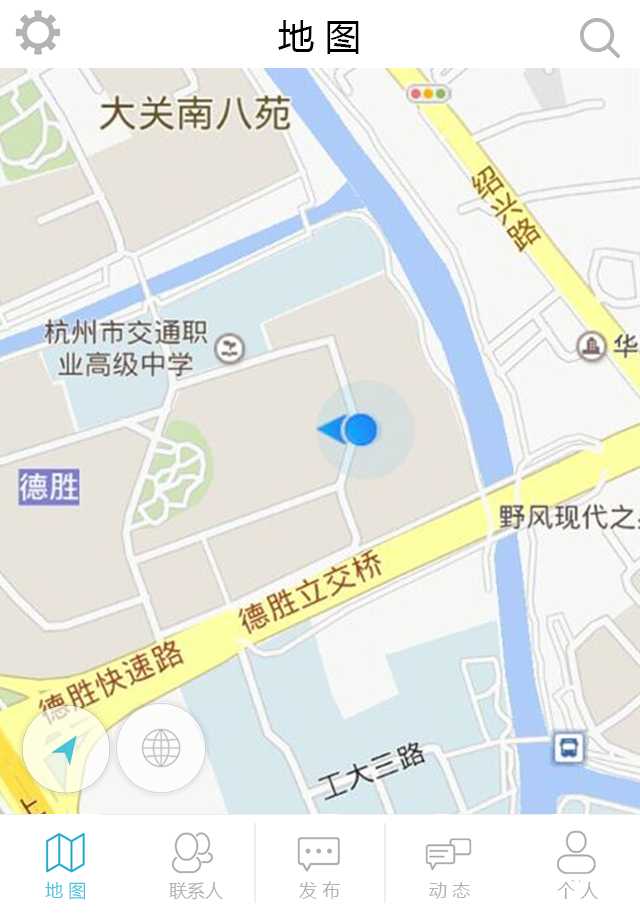 地图
大关南八苑
绍兴路
杭州市交通职
业高级中学
华
德胜
野风现代之
德胜立交桥
德胜快速路
工大三路
上
地图
联系人
发布
动态
个人